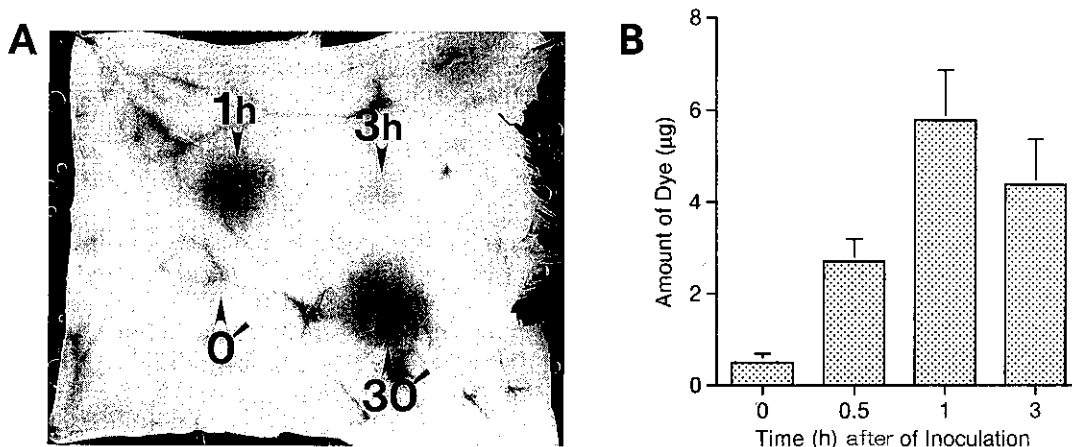 A
1h
3h
0´
30´
B
Amount of Dye (µg)
8
6
4
2
0
0
0.5
1
3
Time (h) after of Inoculation